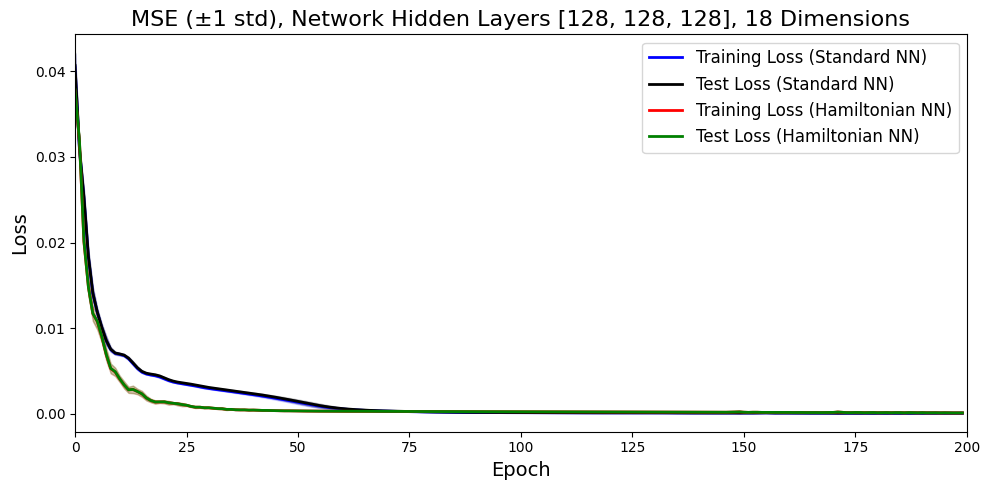 MSE (±1 std), Network Hidden Layers [128, 128, 128], 18 Dimensions
Training Loss (Standard NN)
Test Loss (Standard NN)
Training Loss (Hamiltonian NN)
Test Loss (Hamiltonian NN)
Loss
0.04
0.03
0.02
0.01
0.00
0 25 50 75 100 125 150 175 200
Epoch